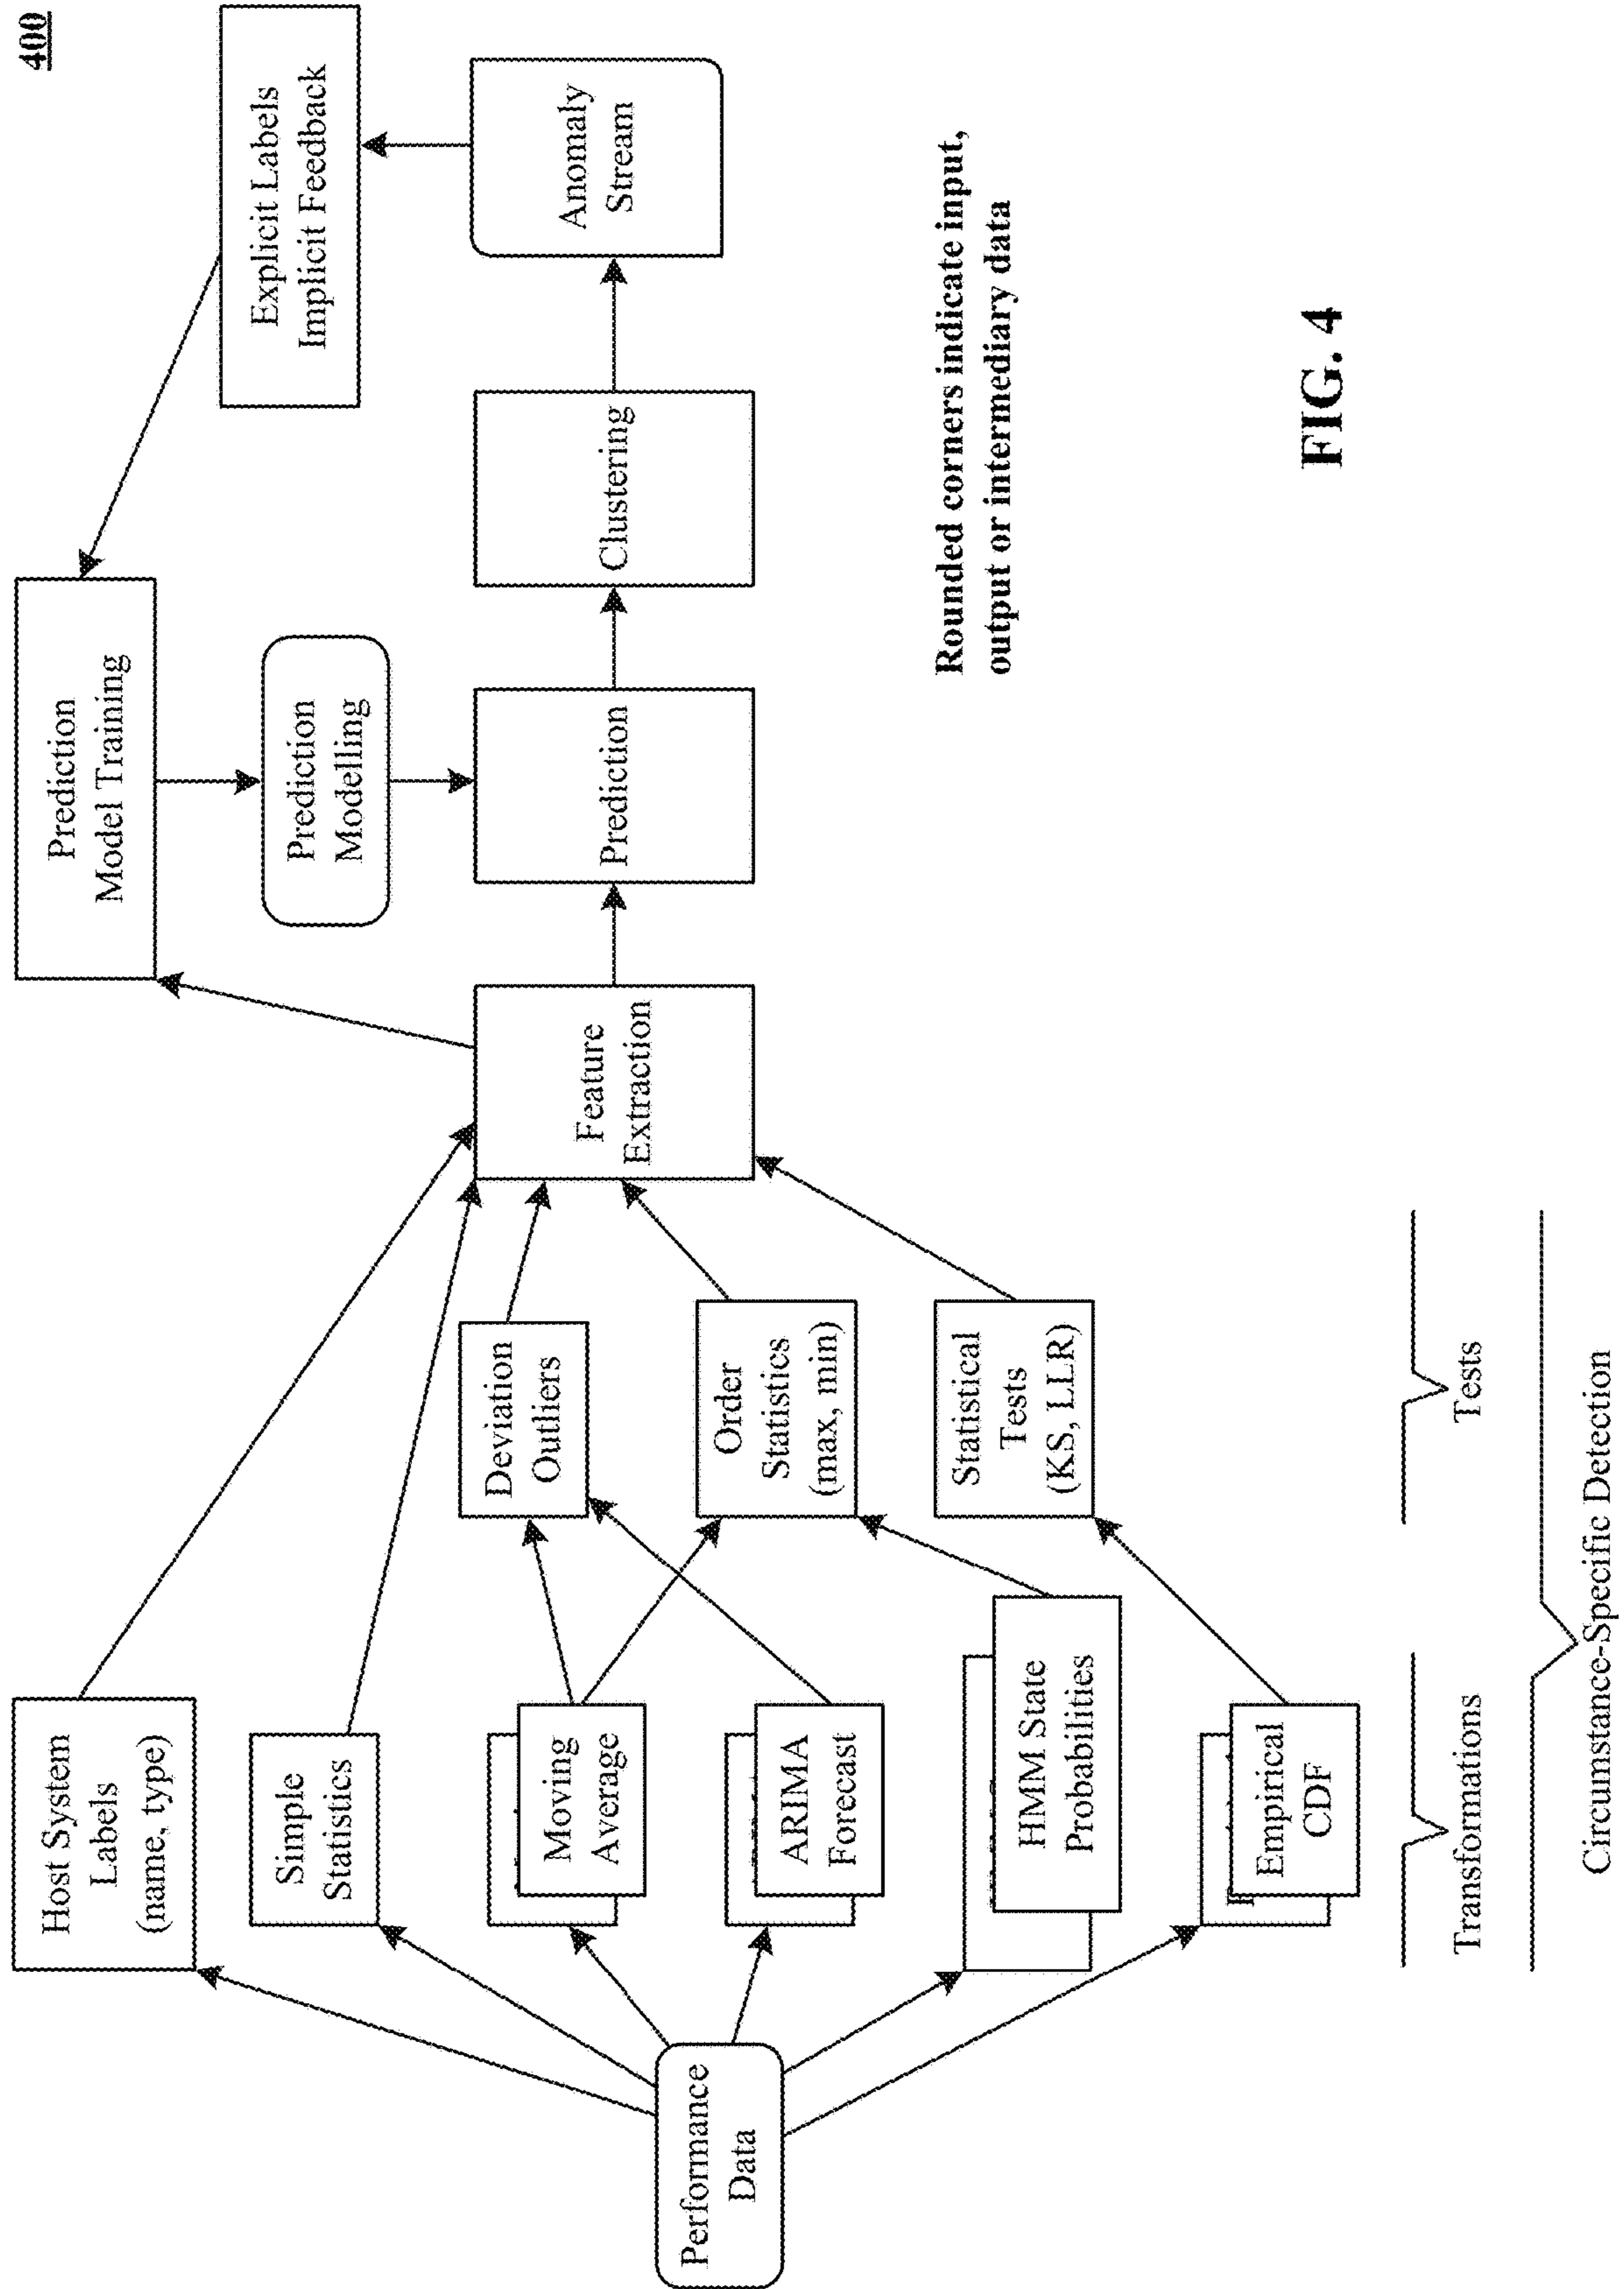 400
Performance
Data
Host System
Labels
(name, type)
Simple
Statistics
Moving
Average
ARIMA
Forecast
HMM State
Probabilities
Empirical
CDF
Deviation
Outliers
Order
Statistics
(max, min)
Statistical
Tests
(KS, LLR)
Feature
Extraction
Prediction
Model Training
Prediction
Modelling
Prediction
Clustering
Explicit Labels
Implicit Feedback
Anomaly
Stream
Rounded corners indicate input,
output or intermediary data
Transformations
Tests
Circumstance-Specific Detection
FIG. 4